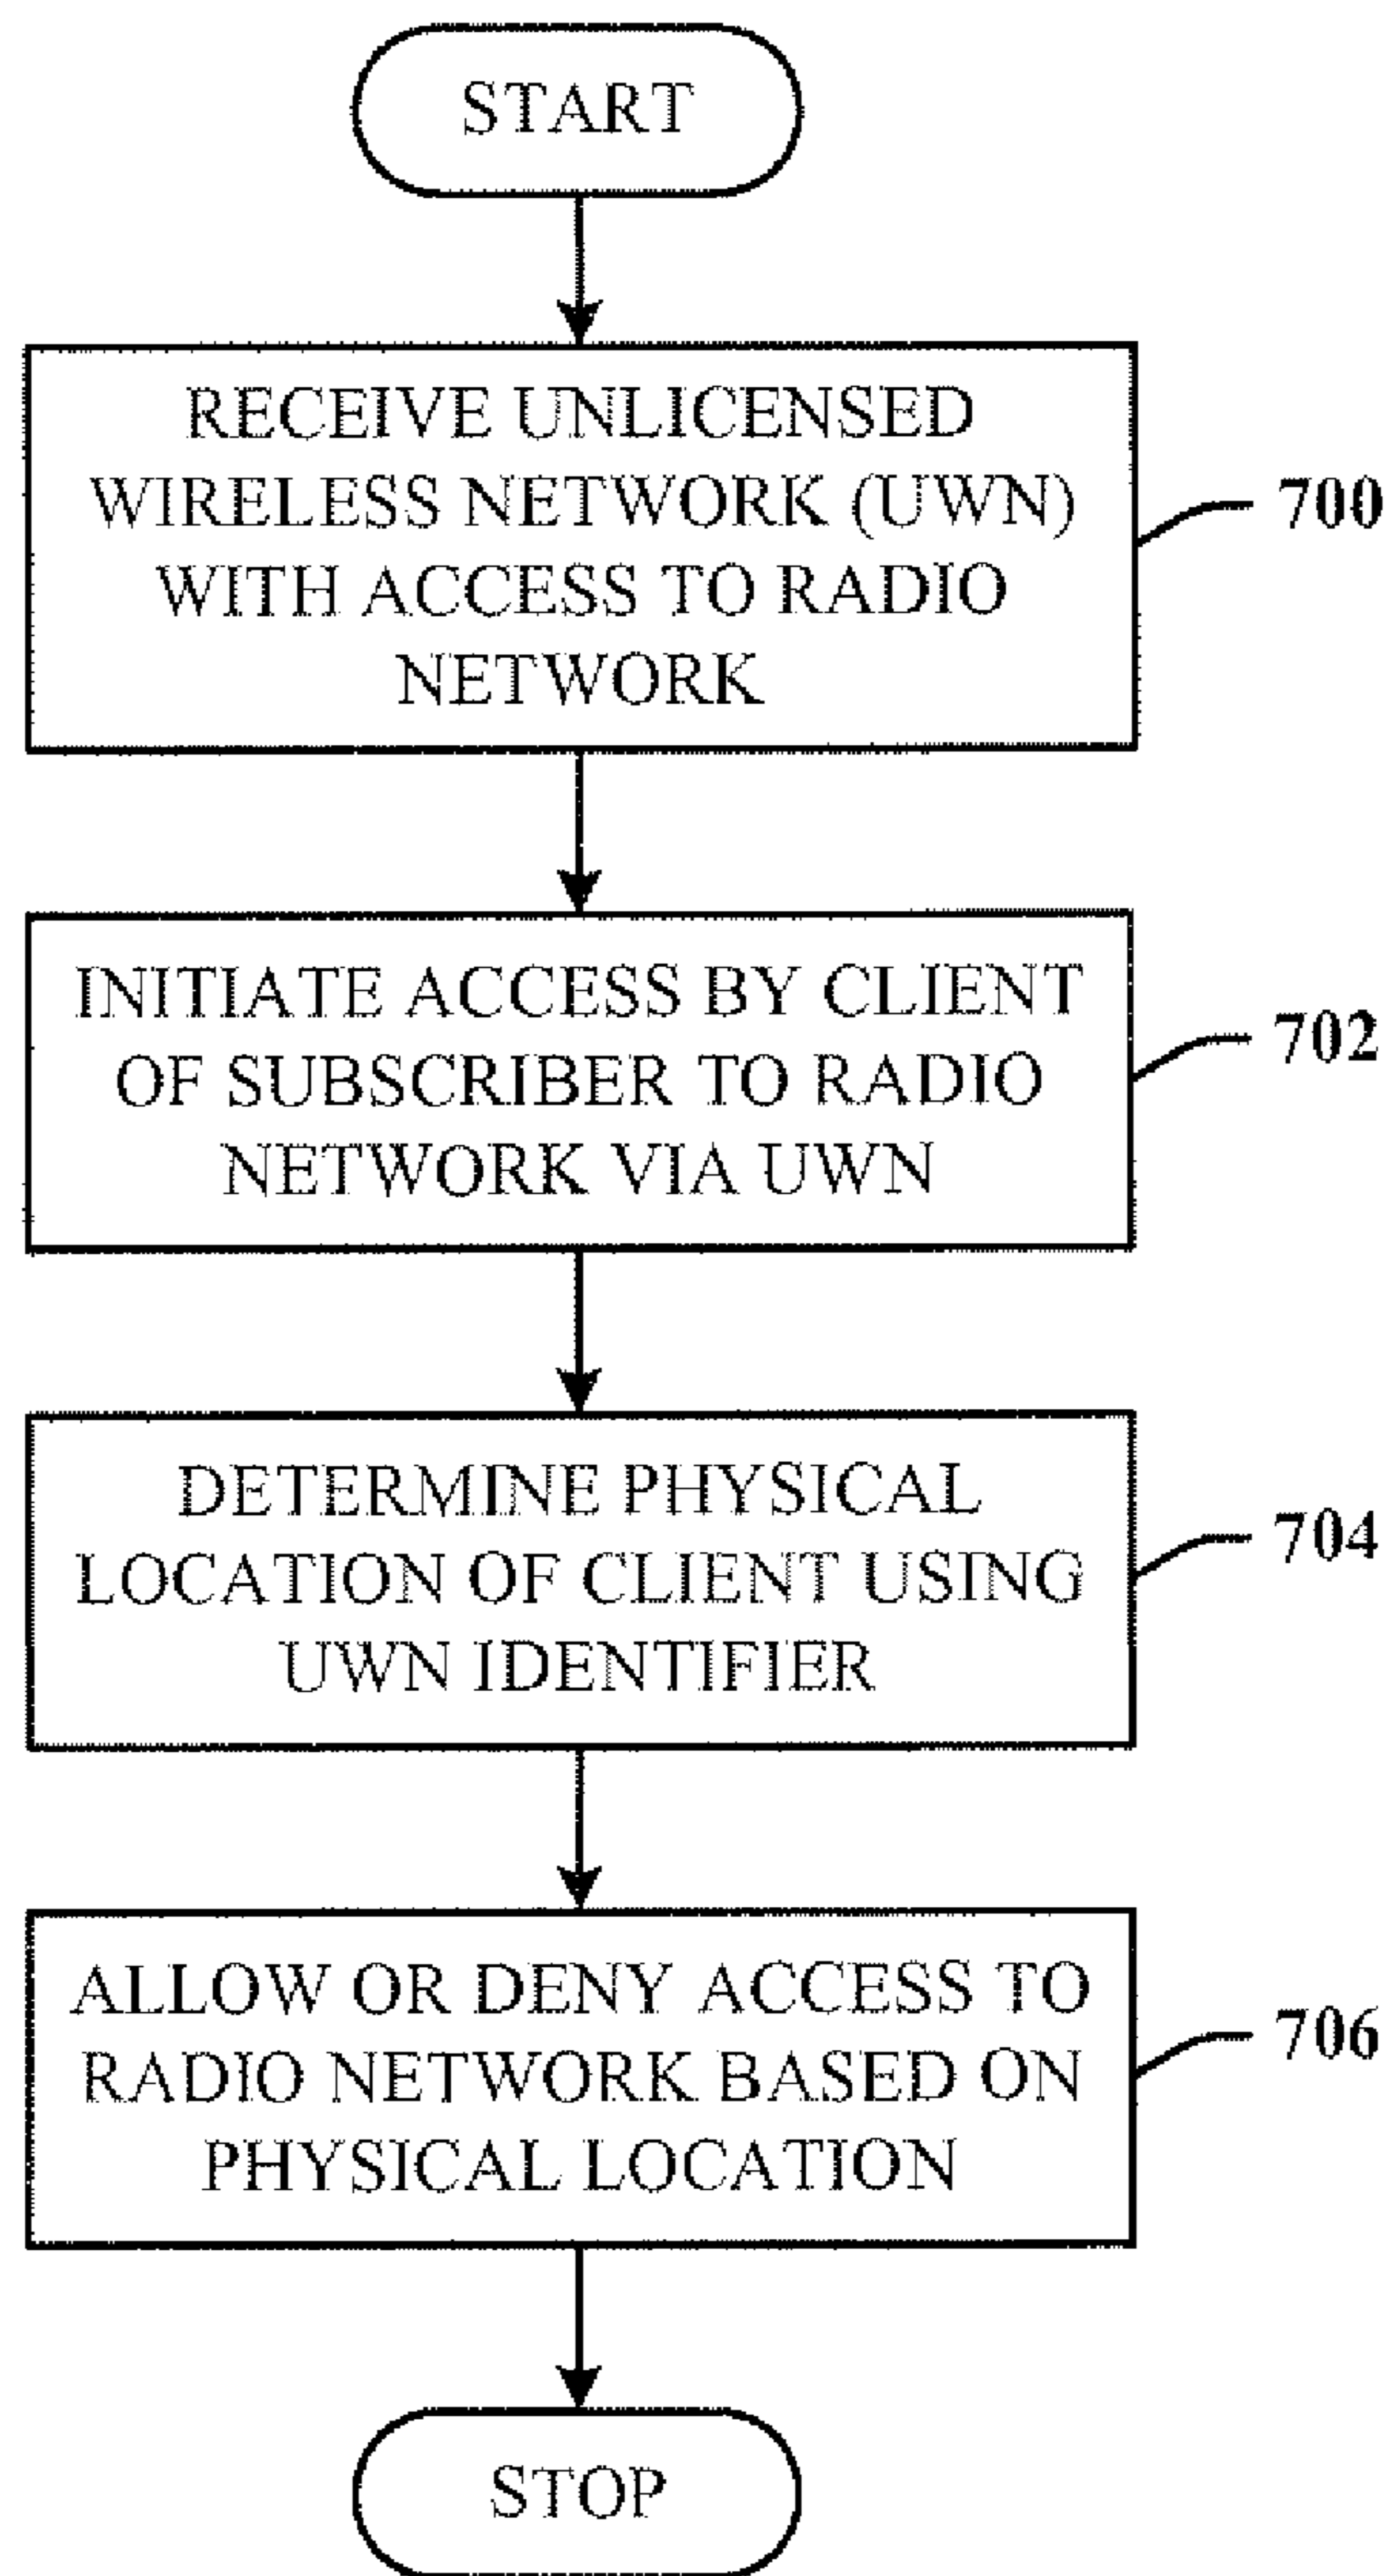 START
RECEIVE UNLICENSED
WIRELESS NETWORK (UWN)
WITH ACCESS TO RADIO
NETWORK
700
INITIATE ACCESS BY CLIENT
OF SUBSCRIBER TO RADIO
NETWORK VIA UWN
702
DETERMINE PHYSICAL
LOCATION OF CLIENT USING
UWN IDENTIFIER
704
ALLOW OR DENY ACCESS TO
RADIO NETWORK BASED ON
PHYSICAL LOCATION
706
STOP